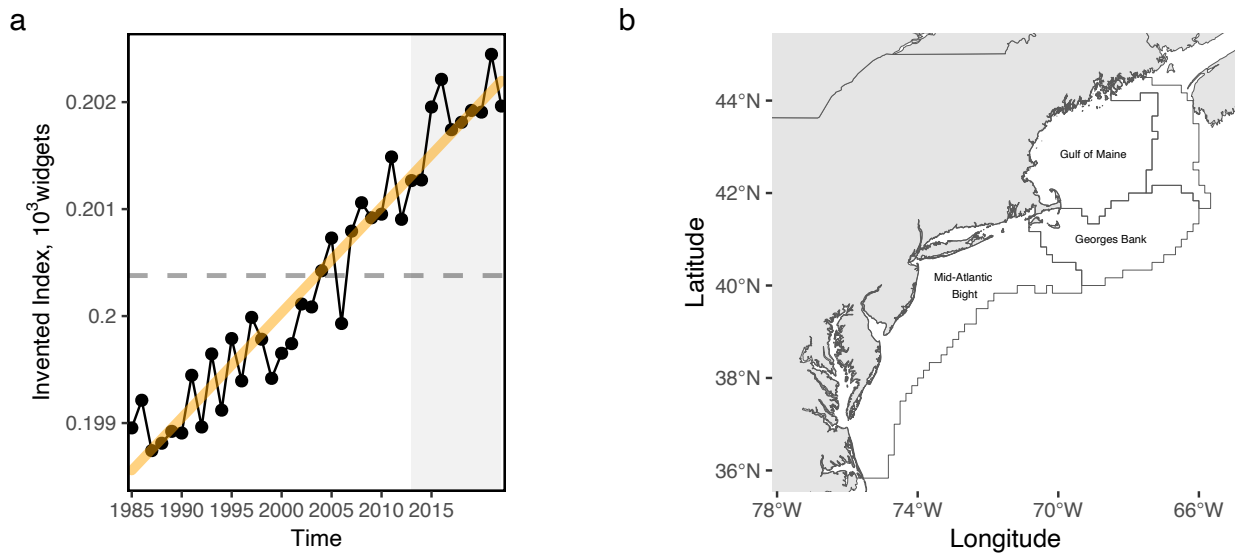 a
Invented Index, 10³widgets
0.202
0.201
0.2
0.199
1985 1990 1995 2000 2005 2010 2015
Time
b
Latitude
44°N
42°N
40°N
38°N
36°N
Gulf of Maine
Georges Bank
Mid-Atlantic
Bight
78°W 74°W 70°W 66°W
Longitude